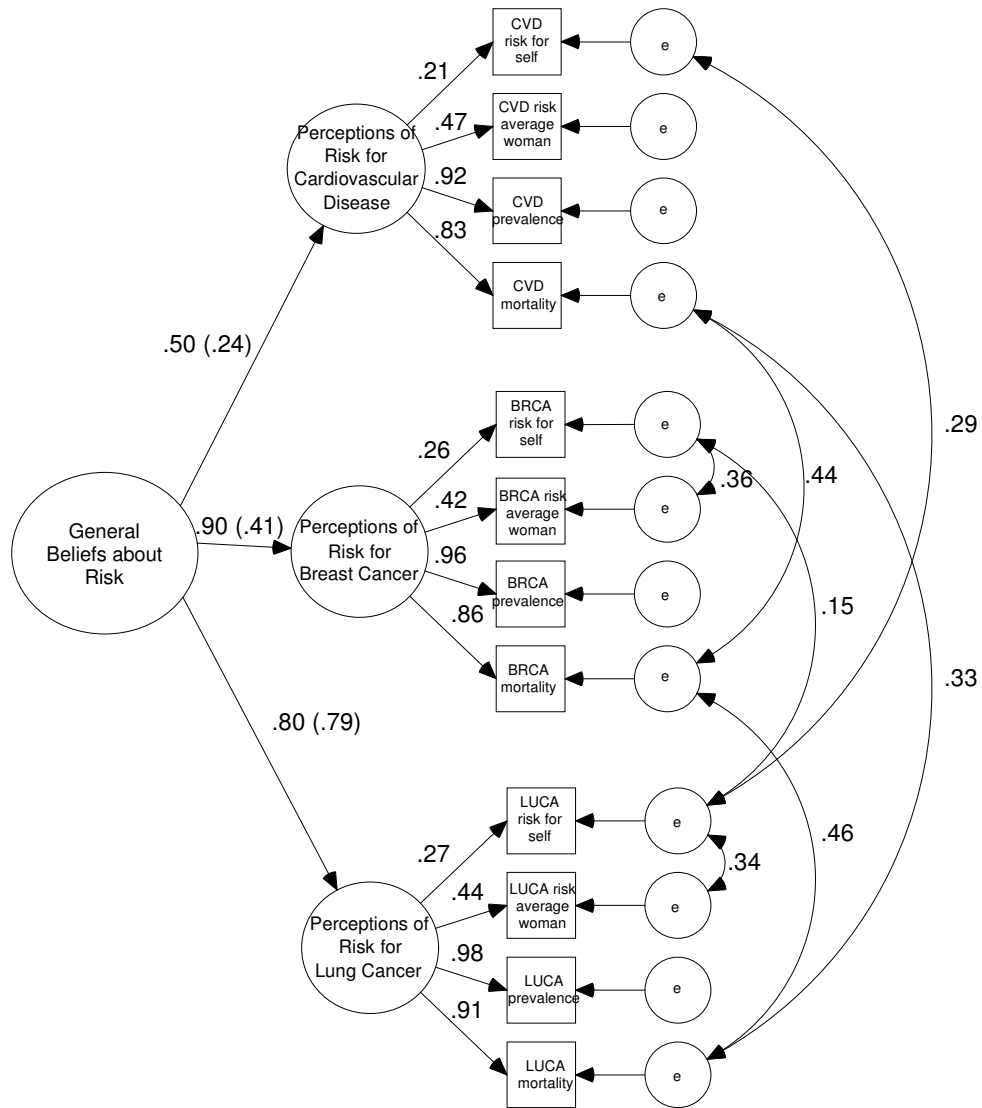 CVD
risk for
self
e
.21
CVD risk
average
woman
e
.47
Perceptions of
Risk for
Cardiovascular
Disease
.92
CVD
prevalence
e
.83
CVD
mortality
e
.50 (.24)
BRCA
risk for
self
e
.29
.26
.36
.44
BRCA risk
average
woman
e
.42
General
Beliefs about
Risk
.90 (.41)
Perceptions of
Risk for
Breast Cancer
.96
BRCA
prevalence
e
.15
.86
BRCA
mortality
e
.33
.80 (.79)
LUCA
risk for
self
e
.46
.27
.34
LUCA risk
average
woman
e
.44
Perceptions of
Risk for
Lung Cancer
.98
LUCA
prevalence
e
.91
LUCA
mortality
e